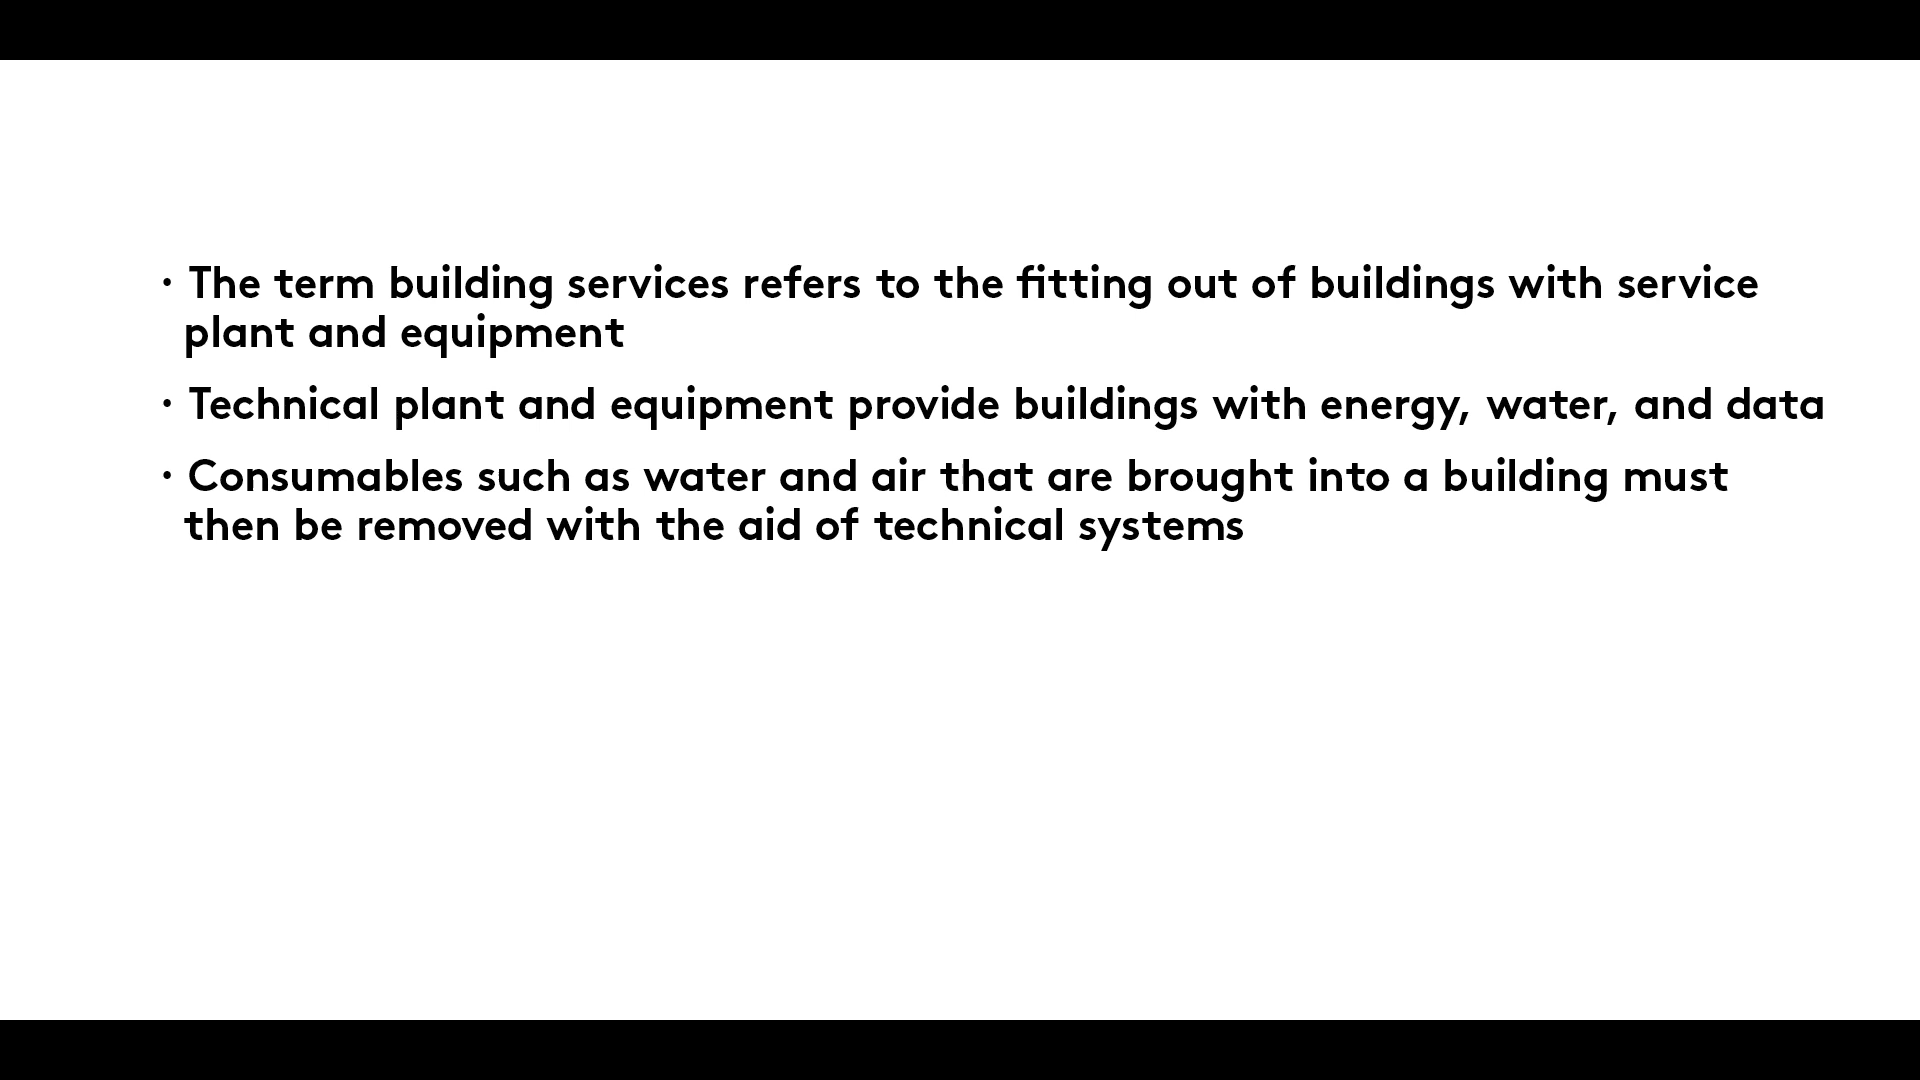 · The term building services refers to the fitting out of buildings with service
plant and equipment
· Technical plant and equipment provide buildings with energy, water, and data
· Consumables such as water and air that are brought into a building must
then be removed with the aid of technical systems